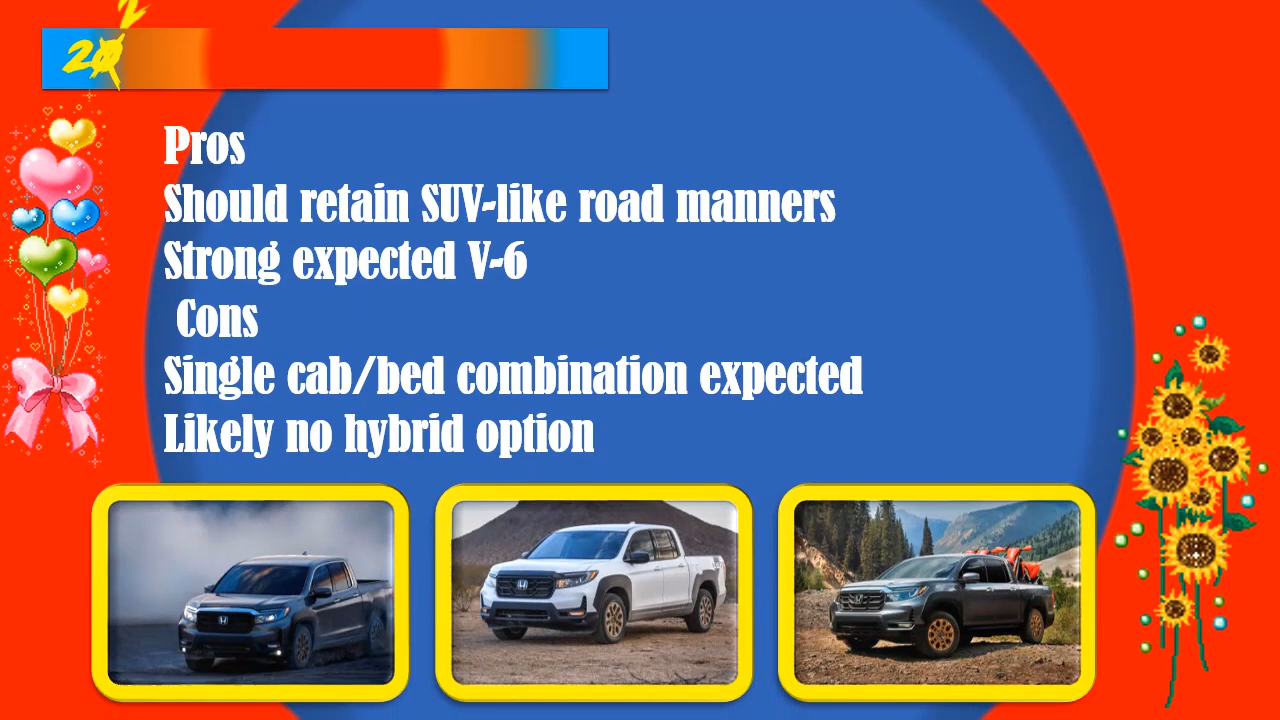 Pros
Should retain SUV-like road manners
Strong expected V-6
Cons
Single cab/bed combination expected
Likely no hybrid option